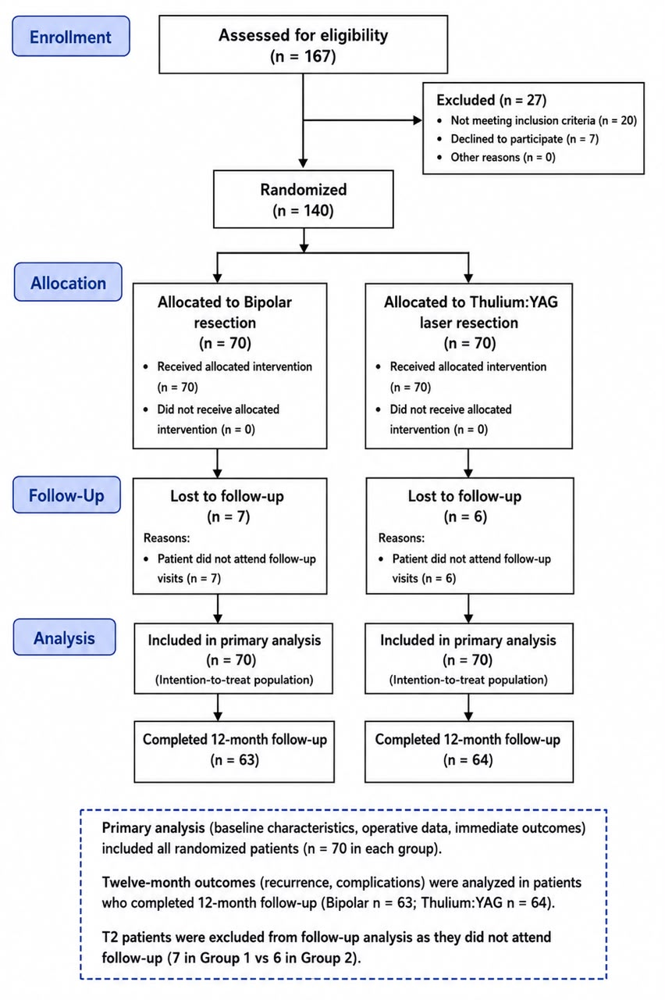 Enrollment
Assessed for eligibility
(n = 167)
Excluded (n = 27)
• Not meeting inclusion criteria (n = 20)
• Declined to participate (n = 7)
• Other reasons (n = 0)
Randomized
(n = 140)
Allocation
Allocated to Bipolar
resection
(n = 70)
• Received allocated intervention
(n = 70)
• Did not receive allocated
intervention (n = 0)
Allocated to Thulium:YAG
laser resection
(n = 70)
• Received allocated intervention
(n = 70)
• Did not receive allocated
intervention (n = 0)
Follow-Up
Lost to follow-up
(n = 7)
Reasons:
• Patient did not attend follow-up
visits (n = 7)
Lost to follow-up
(n = 6)
Reasons:
• Patient did not attend follow-up
visits (n = 6)
Analysis
Included in primary analysis
(n = 70)
(Intention-to-treat population)
Included in primary analysis
(n = 70)
(Intention-to-treat population)
Completed 12-month follow-up
(n = 63)
Completed 12-month follow-up
(n = 64)
Primary analysis (baseline characteristics, operative data, immediate outcomes)
included all randomized patients (n = 70 in each group).
Twelve-month outcomes (recurrence, complications) were analyzed in patients
who completed 12-month follow-up (Bipolar n = 63; Thulium:YAG n = 64).
T2 patients were excluded from follow-up analysis as they did not attend
follow-up (7 in Group 1 vs 6 in Group 2).